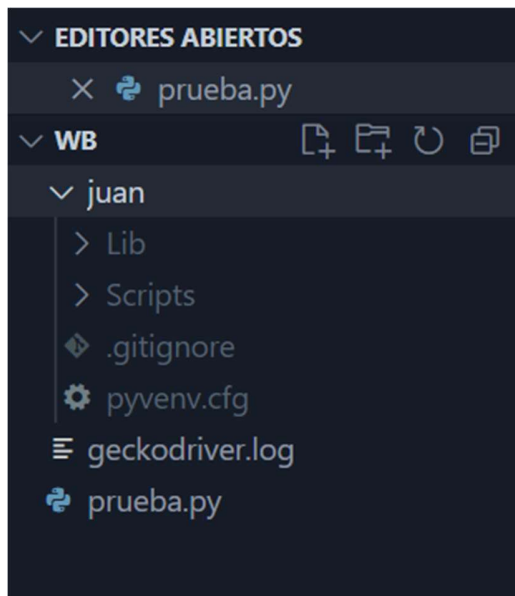 EDITORES ABIERTOS
prueba.py
WB
juan
Lib
Scripts
.gitignore
pyvenv.cfg
geckodriver.log
prueba.py